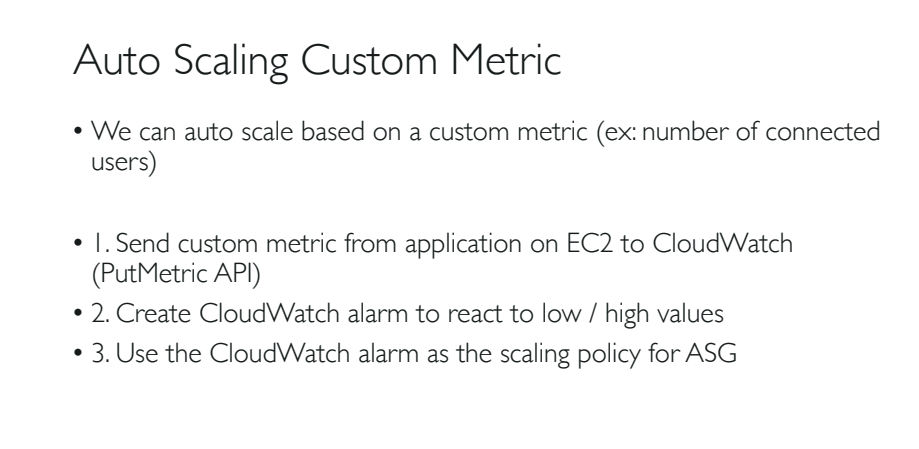 Auto Scaling Custom Metric
• We can auto scale based on a custom metric (ex: number of connected
users)
• 1. Send custom metric from application on EC2 to CloudWatch
(PutMetric API)
• 2. Create CloudWatch alarm to react to low / high values
• 3. Use the CloudWatch alarm as the scaling policy for ASG